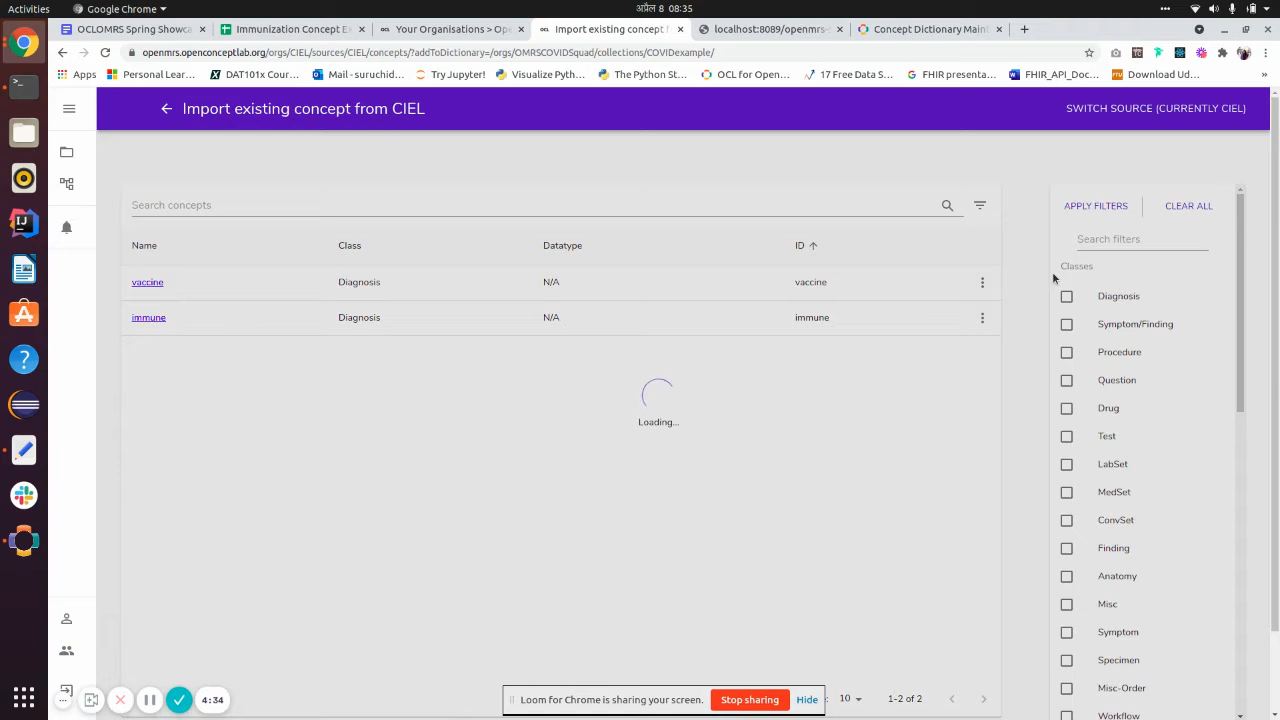 Activities
Google Chrome
अप्रैल 8 08:35
OCLOMRS Spring Showca
Immunization Concept Ex
Your Organisations > Ope
Import existing concept f
localhost:8089/openmrs-
Concept Dictionary Maint
openmrs.openconceptlab.org/orgs/CIEL/sources/CIEL/concepts/?addToDictionary=/orgs/OMRSCOVIDSquad/collections/COVIDexample/
Apps
Personal Lear...
DAT101x Cour...
Mail - suruchid...
Try Jupyter!
Visualize Pyth...
The Python St...
OCL for Open...
17 Free Data S...
FHIR presenta...
FHIR_API_Doc...
Download Ud...
Import existing concept from CIEL
SWITCH SOURCE (CURRENTLY CIEL)
Search concepts
APPLY FILTERS
CLEAR ALL
Search filters
Name Class Datatype ID
vaccine Diagnosis N/A vaccine
immune Diagnosis N/A immune
Loading...
Classes
Diagnosis
Symptom/Finding
Procedure
Question
Drug
Test
LabSet
MedSet
ConvSet
Finding
Anatomy
Misc
Symptom
Specimen
Misc-Order
Workflow
4:34
Loom for Chrome is sharing your screen.
Stop sharing
Hide
: 10
1-2 of 2